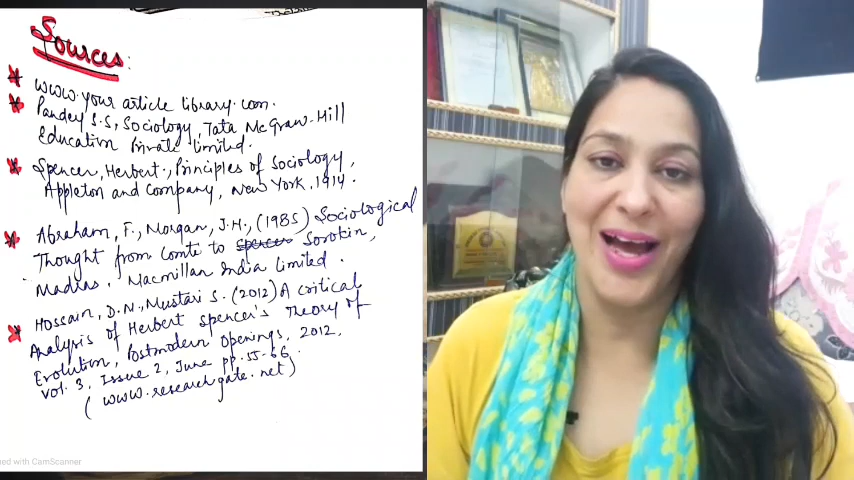 Sources:
www.yourarticlelibrary.com.
Pandey S.S, Sociology, Tata McGraw-Hill
Education Private Limited.
Spencer, Herbert., Principles of Sociology,
Appleton and Company, New York, 1914.
Abraham, F., Morgan, J.H., (1985) Sociological
Thought from Comte to Spencer Sorokin,
Madras, Macmillan India Limited.
Hossain, D.N., Mustari S. (2012) A critical
Analysis of Herbert Spencer's Theory of
Evolution, Postmodern Openings, 2012,
Vol. 3, Issue 2, June pp.55-66.
(www.researchgate.net)
ned with CamScanner